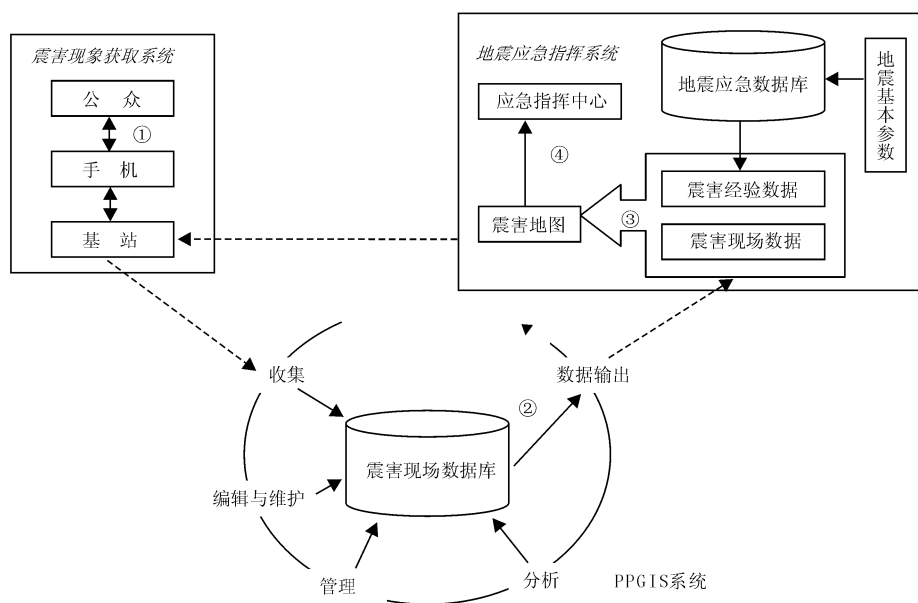 震害现象获取系统
公众
①
手机
基站
地震应急指挥系统
地震应急数据库
地震基本参数
应急指挥中心
④
震害经验数据
③
震害地图
震害现场数据
收集
数据输出
②
震害现场数据库
编辑与维护
管理
分析
PPGIS系统